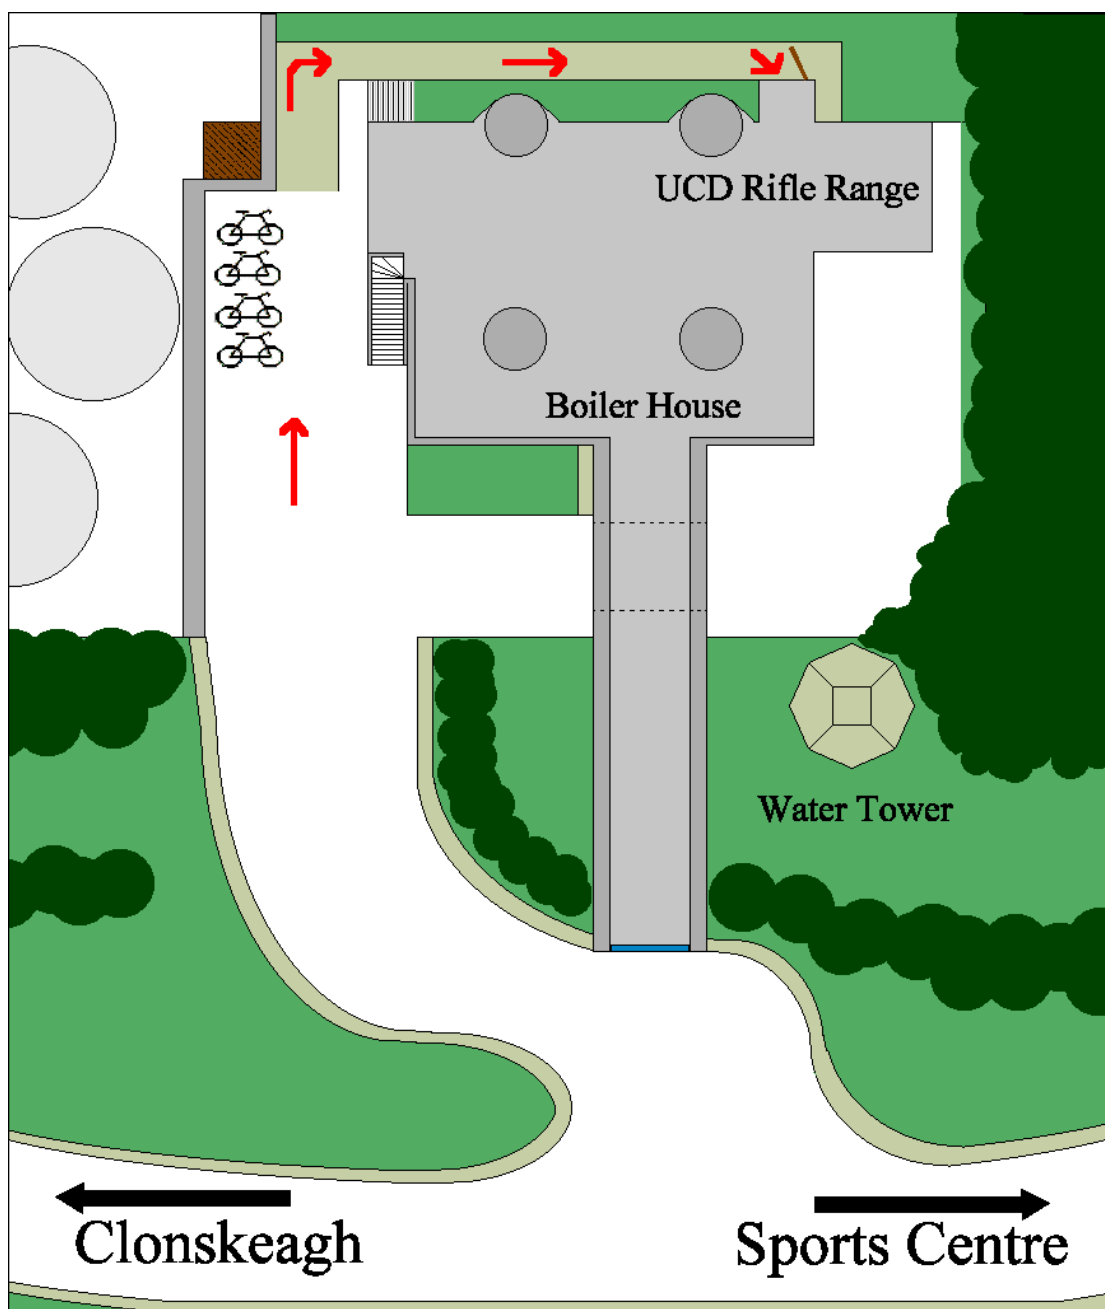 UCD Rifle Range
Boiler House
Water Tower
Clonskeagh
Sports Centre